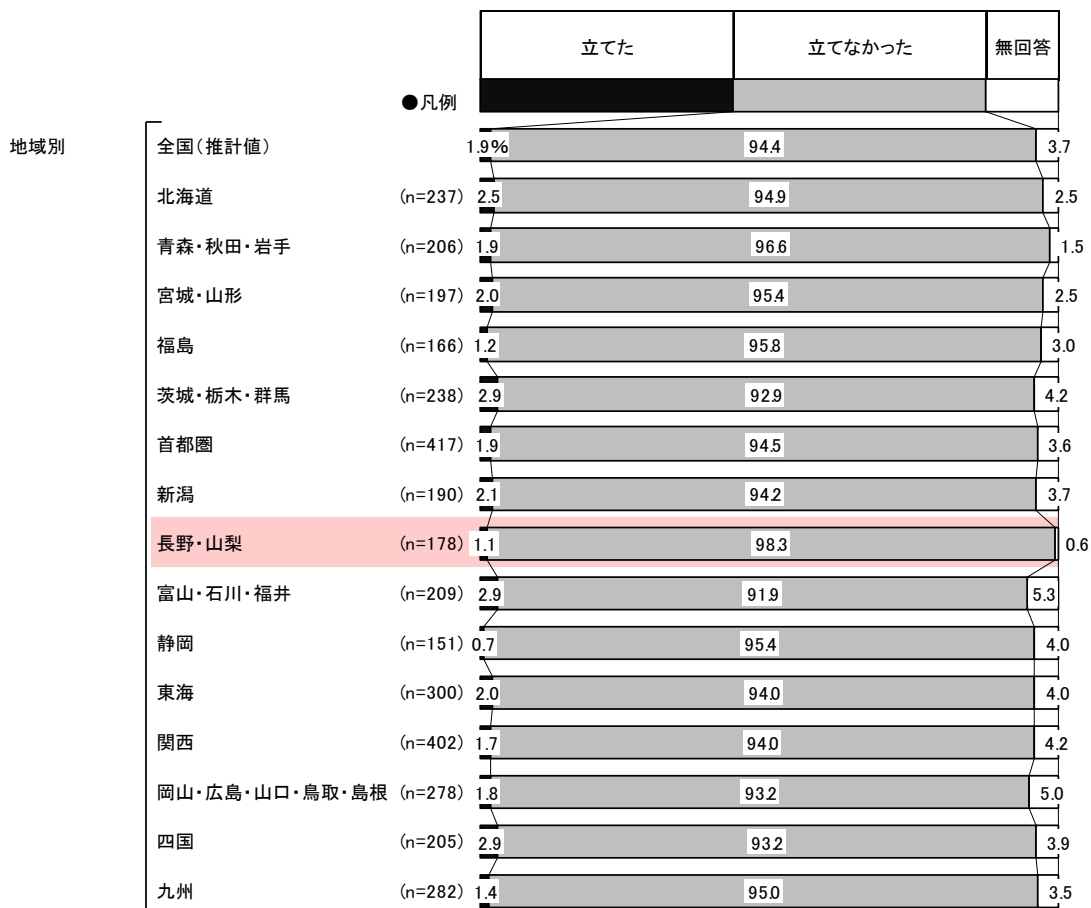 立てた 立てなかった 無回答
●凡例
地域別 全国(推計値) 1.9% 94.4 3.7
北海道 (n=237) 2.5 94.9 2.5
青森・秋田・岩手 (n=206) 1.9 96.6 1.5
宮城・山形 (n=197) 2.0 95.4 2.5
福島 (n=166) 1.2 95.8 3.0
茨城・栃木・群馬 (n=238) 2.9 92.9 4.2
首都圏 (n=417) 1.9 94.5 3.6
新潟 (n=190) 2.1 94.2 3.7
長野・山梨 (n=178) 1.1 98.3 0.6
富山・石川・福井 (n=209) 2.9 91.9 5.3
静岡 (n=151) 0.7 95.4 4.0
東海 (n=300) 2.0 94.0 4.0
関西 (n=402) 1.7 94.0 4.2
岡山・広島・山口・鳥取・島根 (n=278) 1.8 93.2 5.0
四国 (n=205) 2.9 93.2 3.9
九州 (n=282) 1.4 95.0 3.5